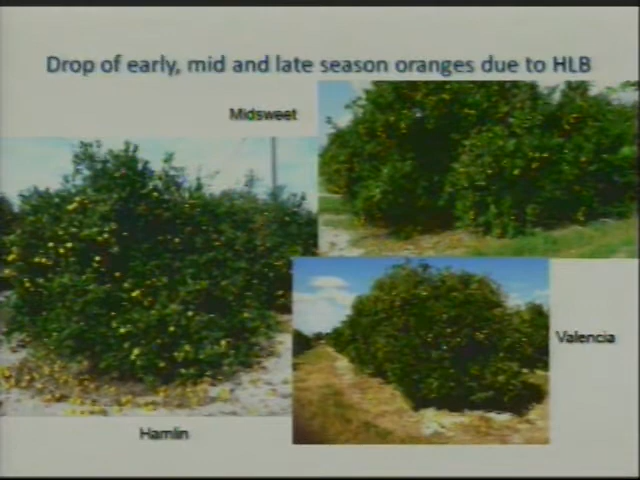 Drop of early, mid and late season oranges due to HLB
Midsweet
Valencia
Hamlin